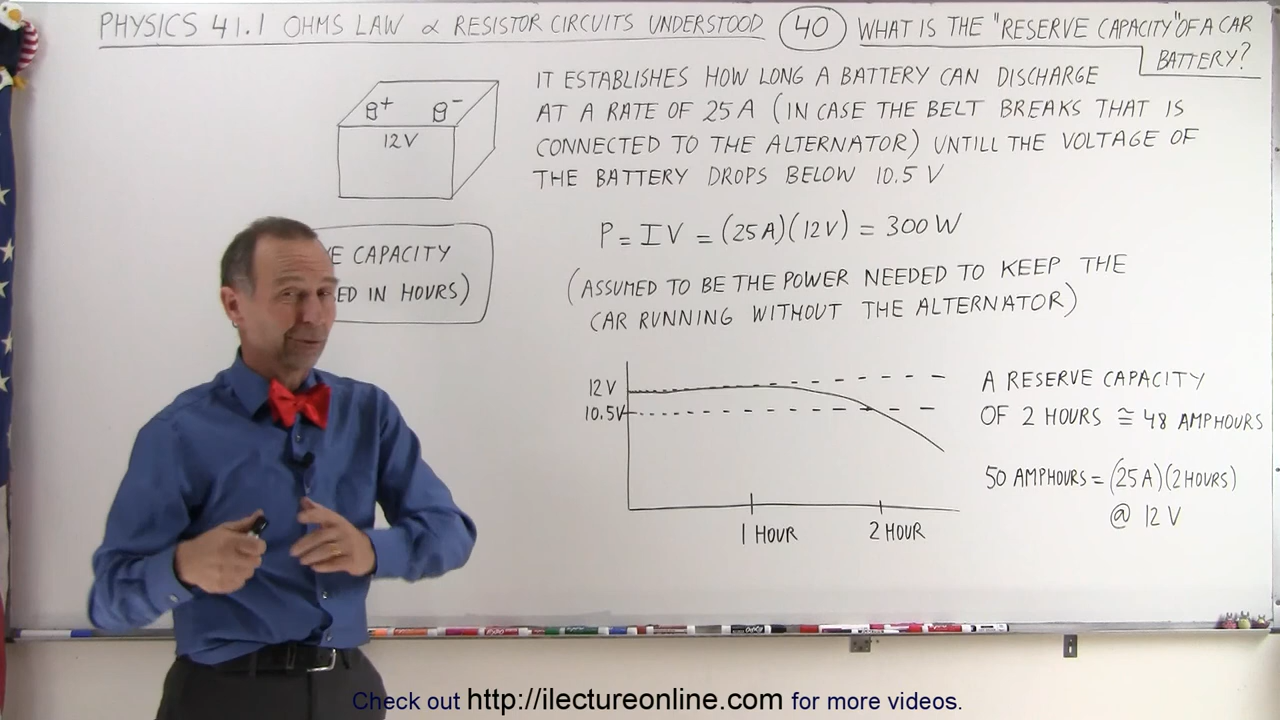 PHYSICS 41.1 OHMS LAW & RESISTOR CIRCUITS UNDERSTOOD 40 WHAT IS THE "RESERVE CAPACITY" OF A CAR
BATTERY?
IT ESTABLISHES HOW LONG A BATTERY CAN DISCHARGE
AT A RATE OF 25 A (IN CASE THE BELT BREAKS THAT IS
CONNECTED TO THE ALTERNATOR) UNTILL THE VOLTAGE OF
THE BATTERY DROPS BELOW 10.5 V
+ -
12V
P = IV = (25A)(12V) = 300 W
CAPACITY
IN HOURS)
(ASSUMED TO BE THE POWER NEEDED TO KEEP THE
CAR RUNNING WITHOUT THE ALTERNATOR)
12V
10.5V
1 HOUR 2 HOUR
A RESERVE CAPACITY
OF 2 HOURS ≅ 48 AMPHOURS
50 AMPHOURS = (25A)(2HOURS)
@ 12 V
Check out http://ilectureonline.com for more videos.